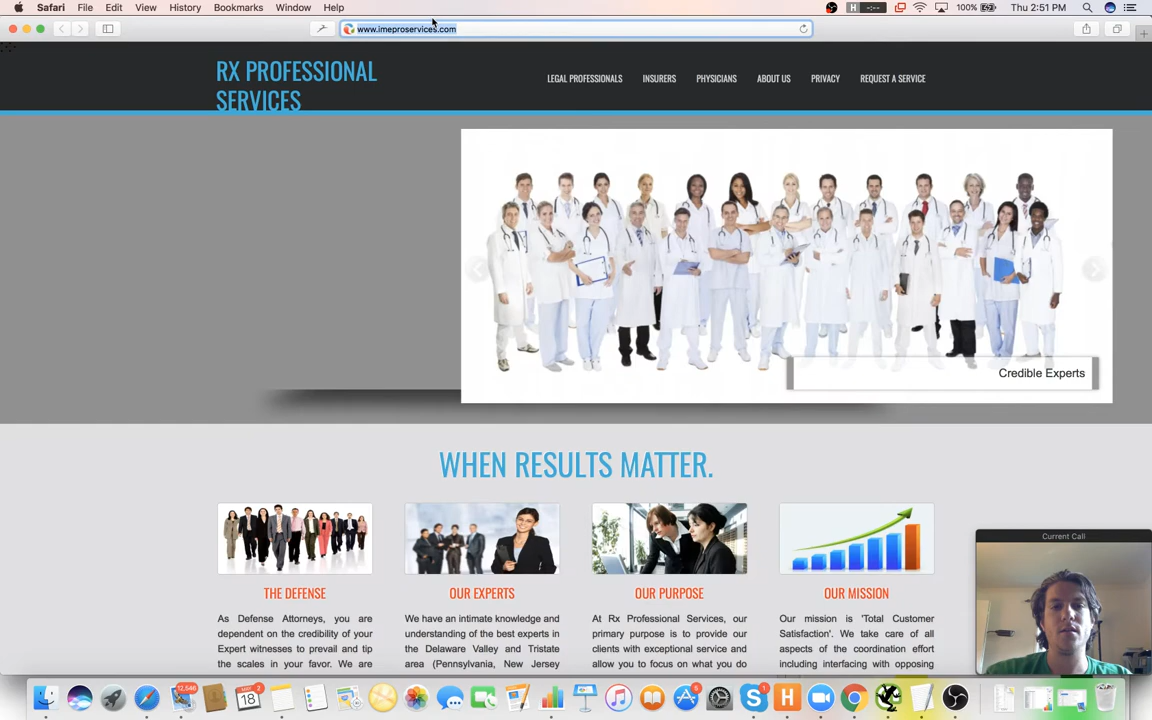 Safari File Edit View History Bookmarks Window Help
H --:-- 100% Thu 2:51 PM
www.imeproservices.com
RX PROFESSIONAL
SERVICES
LEGAL PROFESSIONALS INSURERS PHYSICIANS ABOUT US PRIVACY REQUEST A SERVICE
Credible Experts
WHEN RESULTS MATTER.
THE DEFENSE
As Defense Attorneys, you are
dependent on the credibility of your
Expert witnesses to prevail and tip
the scales in your favor. We are
OUR EXPERTS
We have an intimate knowledge and
understanding of the best experts in
the Delaware Valley and Tristate
area (Pennsylvania, New Jersey
OUR PURPOSE
At Rx Professional Services, our
primary purpose is to provide our
clients with exceptional service and
allow you to focus on what you do
OUR MISSION
Our mission is 'Total Customer
Satisfaction'. We take care of all
aspects of the coordination effort
including interfacing with opposing
Current Call
12,546
MAY
18
2
5
1
H